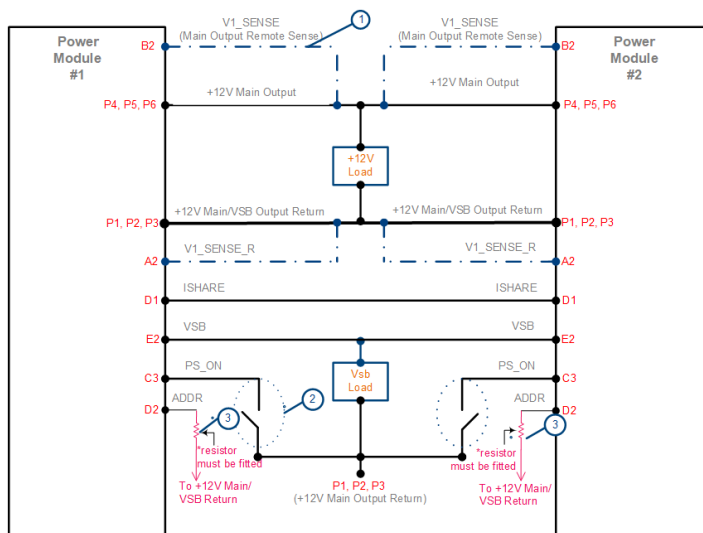 V1_SENSE
(Main Output Remote Sense)
1
V1_SENSE
(Main Output Remote Sense)
Power
Module
#1
B2
B2
Power
Module
#2
+12V Main Output
+12V Main Output
P4, P5, P6
P4, P5, P6
+12V
Load
+12V Main/VSB Output Return
+12V Main/VSB Output Return
P1, P2, P3
P1, P2, P3
V1_SENSE_R
V1_SENSE_R
A2
A2
ISHARE
ISHARE
D1
D1
VSB
VSB
E2
E2
PS_ON
PS_ON
C3
C3
Vsb
Load
ADDR
ADDR
D2
D2
*
2
3
3
*
*
*resistor
must be fitted
*resistor
must be fitted
To +12V Main/
VSB Return
P1, P2, P3
(+12V Main Output Return)
To +12V Main/
VSB Return